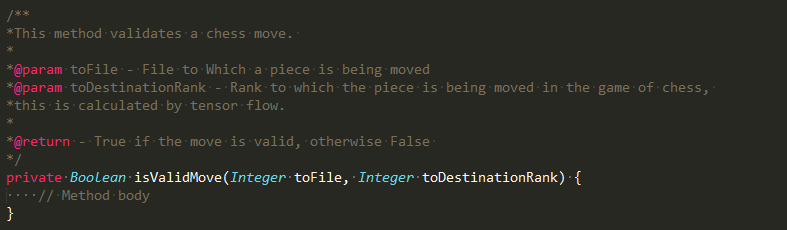 /**
*This method validates a chess move.
*
*@param toFile - File to Which a piece is being moved
*@param toDestinationRank - Rank to which the piece is being moved in the game of chess,
*this is calculated by tensor flow.
*
*@return - True if the move is valid, otherwise False
*/
private Boolean isValidMove(Integer toFile, Integer toDestinationRank) {
    // Method body
}